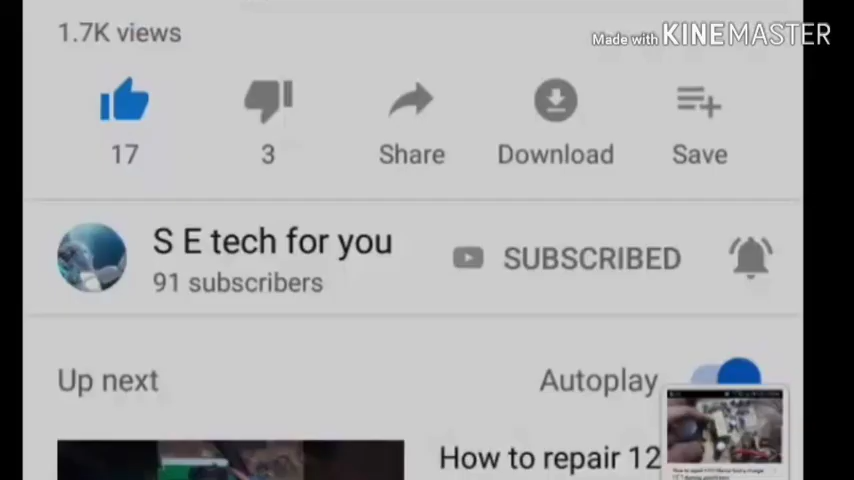 1.7K views
Made with KINEMASTER
17
3
Share
Download
Save
S E tech for you
SUBSCRIBED
91 subscribers
Up next
Autoplay
How to repair 12